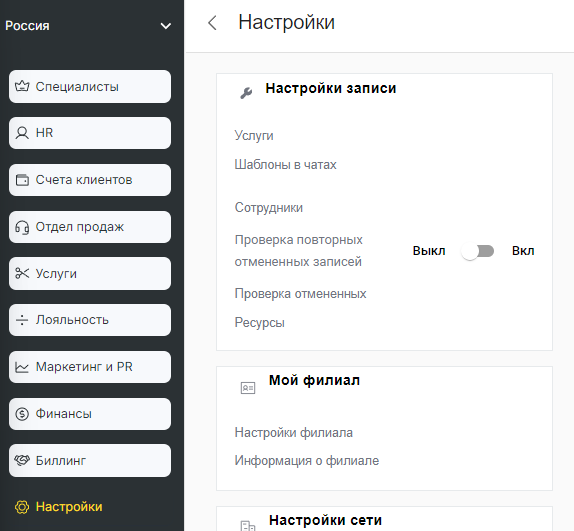 Россия
Специалисты
HR
Счета клиентов
Отдел продаж
Услуги
Лояльность
Маркетинг и PR
Финансы
Биллинг
Настройки
Настройки
Настройки записи
Услуги
Шаблоны в чатах
Сотрудники
Проверка повторных
отмененных записей
Выкл Вкл
Проверка отмененных
Ресурсы
Мой филиал
Настройки филиала
Информация о филиале
Настройки сети